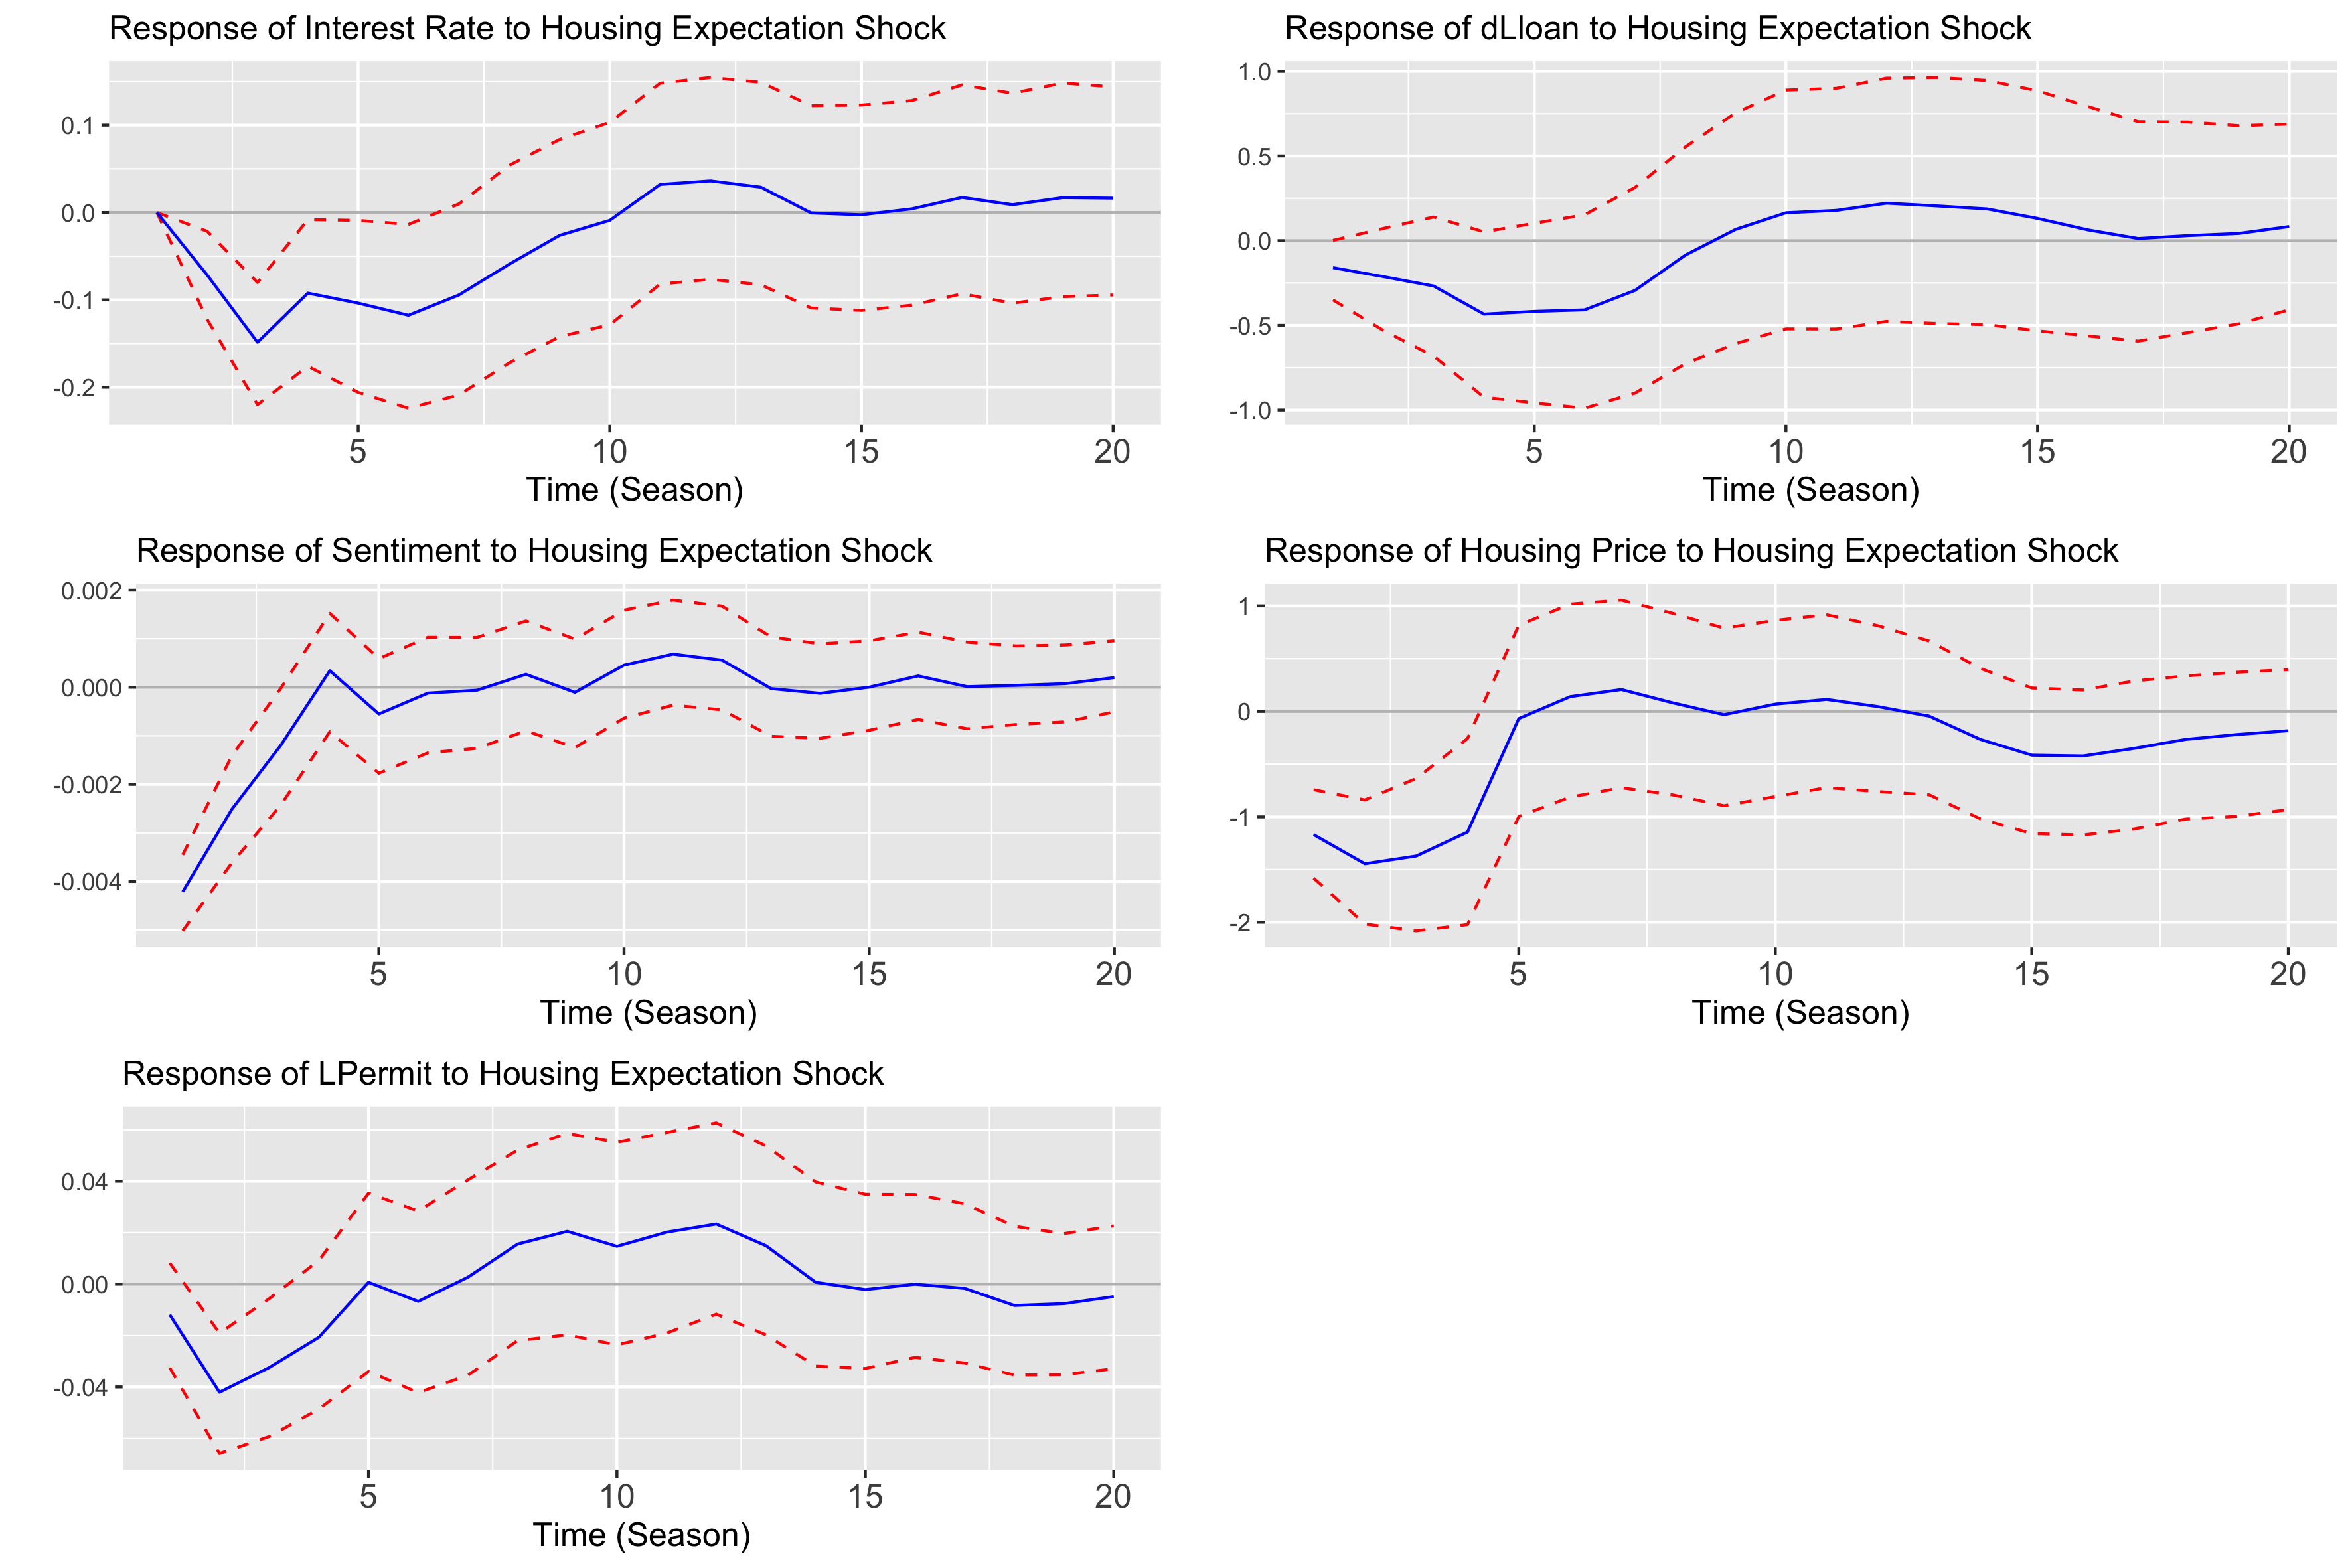 Response of Interest Rate to Housing Expectation Shock
0.1
0.0
-0.1
-0.2
5 10 15 20
Time (Season)
Response of dLloan to Housing Expectation Shock
1.0
0.5
0.0
-0.5
-1.0
5 10 15 20
Time (Season)
Response of Sentiment to Housing Expectation Shock
0.002
0.000
-0.002
-0.004
5 10 15 20
Time (Season)
Response of Housing Price to Housing Expectation Shock
1
0
-1
-2
5 10 15 20
Time (Season)
Response of LPermit to Housing Expectation Shock
0.04
0.00
-0.04
5 10 15 20
Time (Season)